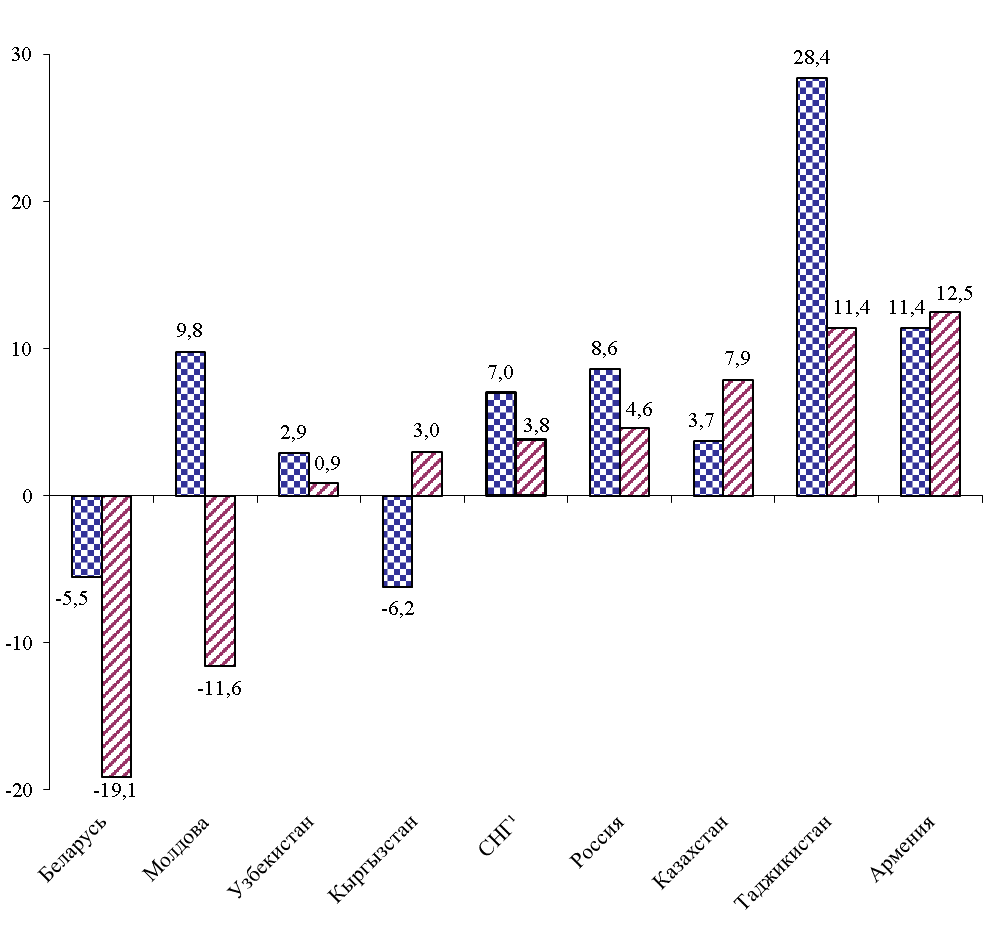 30
20
10
0
-10
-20
-5,5
-19,1
9,8
-11,6
2,9
0,9
-6,2
3,0
7,0
3,8
8,6
4,6
3,7
7,9
28,4
11,4
11,4
12,5
Беларусь
Молдова
Узбекистан
Кыргызстан
СНГ¹
Россия
Казахстан
Таджикистан
Армения